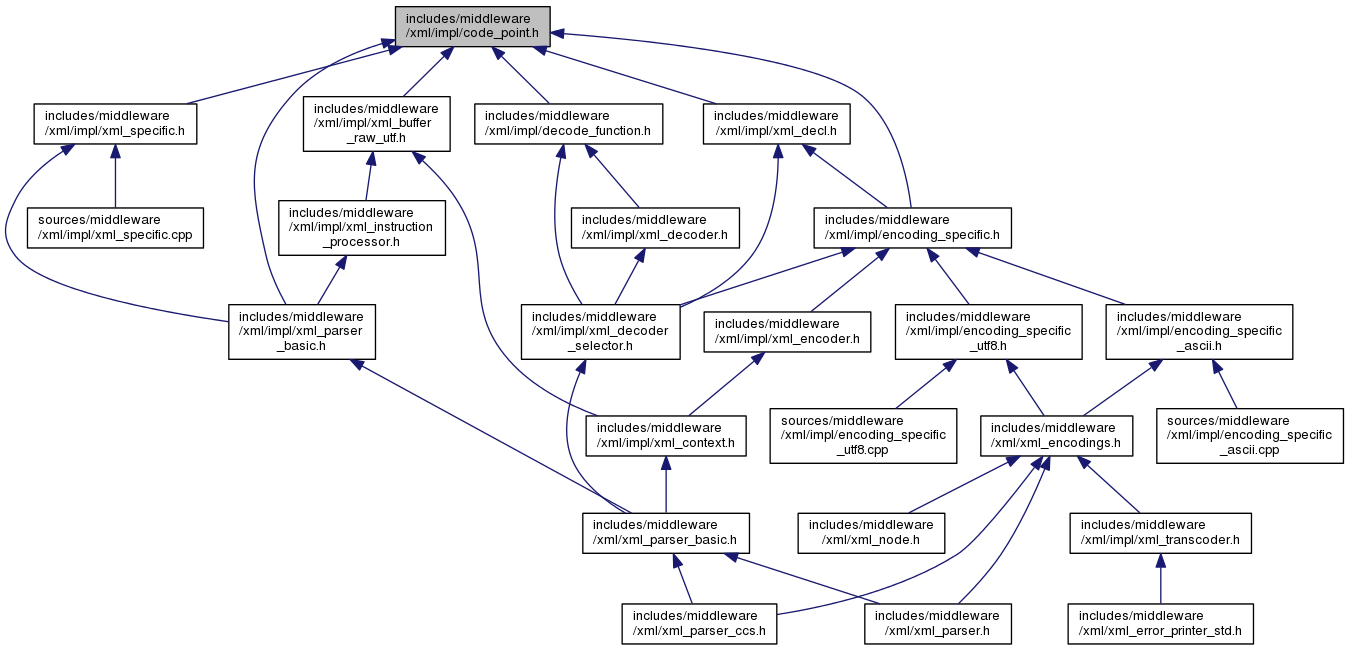 includes/middleware
/xml/impl/code_point.h
includes/middleware
/xml/impl/xml_specific.h
includes/middleware
/xml/impl/xml_buffer
_raw_utf.h
includes/middleware
/xml/impl/decode_function.h
includes/middleware
/xml/impl/xml_decl.h
sources/middleware
/xml/impl/xml_specific.cpp
includes/middleware
/xml/impl/xml_instruction
_processor.h
includes/middleware
/xml/impl/xml_decoder.h
includes/middleware
/xml/impl/encoding_specific.h
includes/middleware
/xml/impl/xml_parser
_basic.h
includes/middleware
/xml/impl/xml_decoder
_selector.h
includes/middleware
/xml/impl/xml_encoder.h
includes/middleware
/xml/impl/encoding_specific
_utf8.h
includes/middleware
/xml/impl/encoding_specific
_ascii.h
includes/middleware
/xml/impl/xml_context.h
sources/middleware
/xml/impl/encoding_specific
_utf8.cpp
includes/middleware
/xml/xml_encodings.h
sources/middleware
/xml/impl/encoding_specific
_ascii.cpp
includes/middleware
/xml/xml_parser_basic.h
includes/middleware
/xml/xml_node.h
includes/middleware
/xml/impl/xml_transcoder.h
includes/middleware
/xml/xml_parser_ccs.h
includes/middleware
/xml/xml_parser.h
includes/middleware
/xml/xml_error_printer_std.h